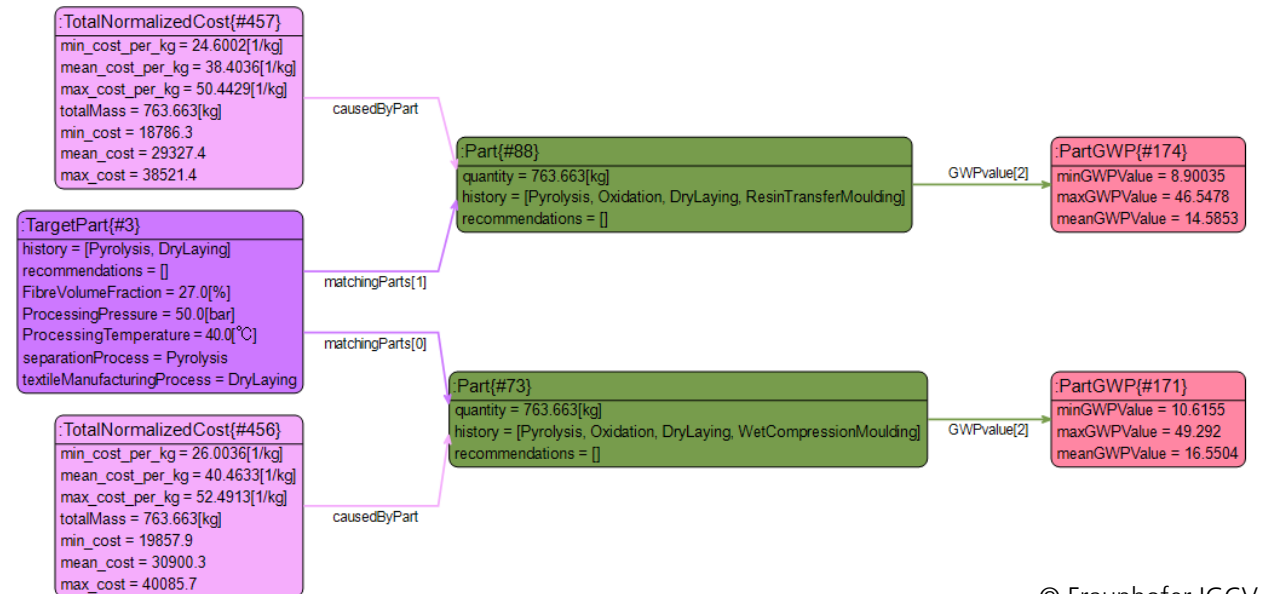 :TotalNormalizedCost{#457}
min_cost_per_kg = 24.6002[1/kg]
mean_cost_per_kg = 38.4036[1/kg]
max_cost_per_kg = 50.4429[1/kg]
totalMass = 763.663[kg]
min_cost = 18786.3
mean_cost = 29327.4
max_cost = 38521.4
causedByPart
:Part{#88}
quantity = 763.663[kg]
history = [Pyrolysis, Oxidation, DryLaying, ResinTransferMoulding]
recommendations = []
GWPvalue[2]
:PartGWP{#174}
minGWPValue = 8.90035
maxGWPValue = 46.5478
meanGWPValue = 14.5853
:TargetPart{#3}
history = [Pyrolysis, DryLaying]
recommendations = []
FibreVolumeFraction = 27.0[%]
ProcessingPressure = 50.0[bar]
ProcessingTemperature = 40.0[℃]
separationProcess = Pyrolysis
textileManufacturingProcess = DryLaying
matchingParts[1]
matchingParts[0]
:Part{#73}
quantity = 763.663[kg]
history = [Pyrolysis, Oxidation, DryLaying, WetCompressionMoulding]
recommendations = []
GWPvalue[2]
:PartGWP{#171}
minGWPValue = 10.6155
maxGWPValue = 49.292
meanGWPValue = 16.5504
:TotalNormalizedCost{#456}
min_cost_per_kg = 26.0036[1/kg]
mean_cost_per_kg = 40.4633[1/kg]
max_cost_per_kg = 52.4913[1/kg]
totalMass = 763.663[kg]
min_cost = 19857.9
mean_cost = 30900.3
max_cost = 40085.7
causedByPart
© Fraunhofer IGCV